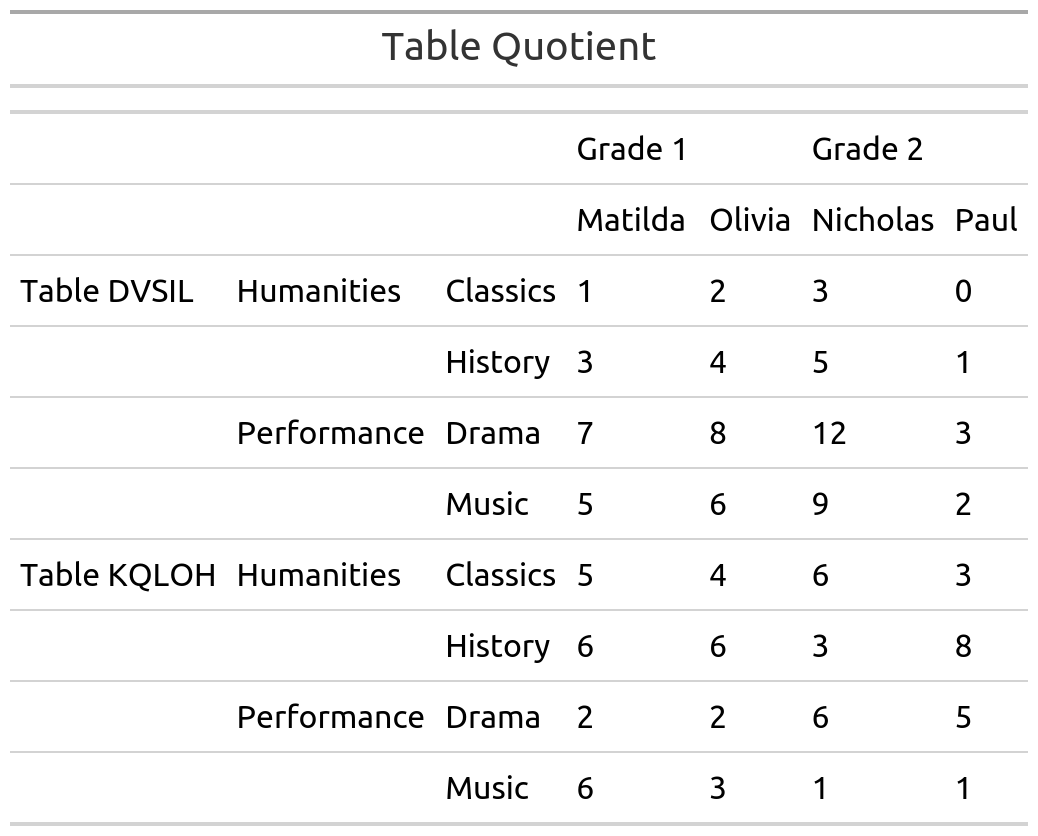 Table Quotient
Grade 1 Grade 2
Matilda Olivia Nicholas Paul
Table DVSIL Humanities Classics 1 2 3 0
History 3 4 5 1
Performance Drama 7 8 12 3
Music 5 6 9 2
Table KQLOH Humanities Classics 5 4 6 3
History 6 6 3 8
Performance Drama 2 2 6 5
Music 6 3 1 1